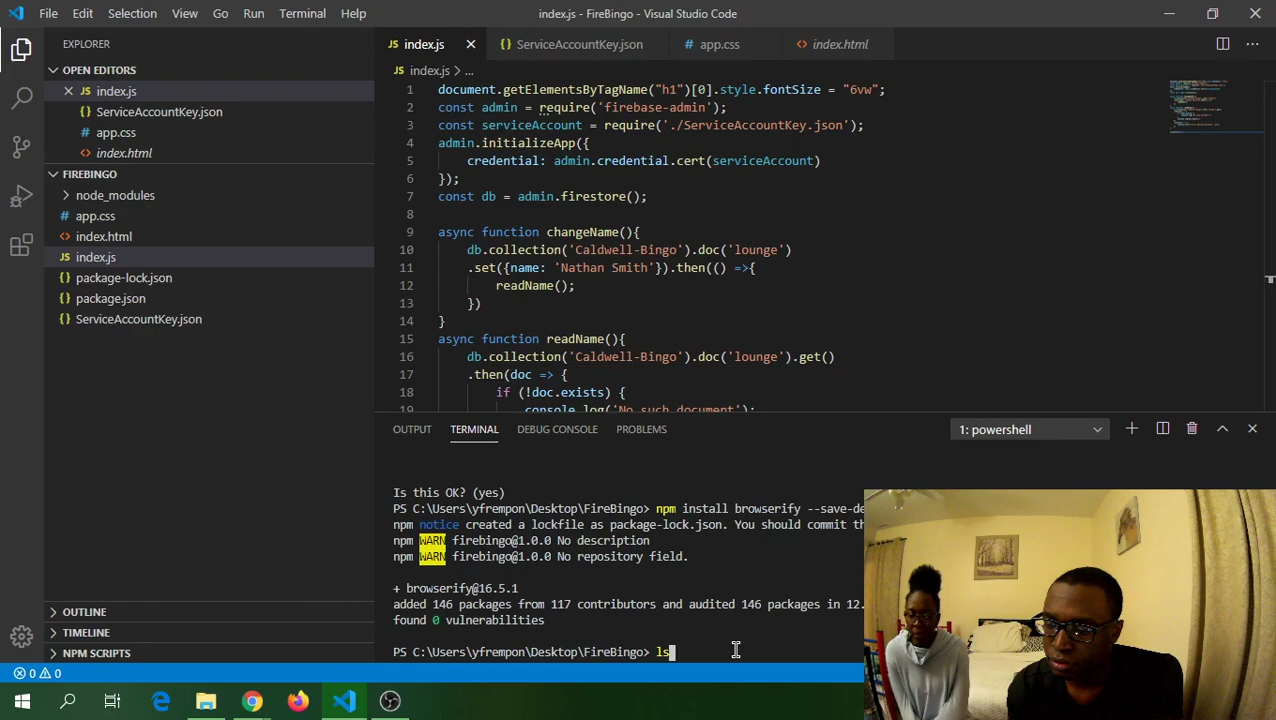 File Edit Selection View Go Run Terminal Help
index.js - FireBingo - Visual Studio Code
EXPLORER
OPEN EDITORS
index.js
ServiceAccountKey.json
app.css
index.html
FIREBINGO
node_modules
app.css
index.html
index.js
package-lock.json
package.json
ServiceAccountKey.json
OUTLINE
TIMELINE
NPM SCRIPTS
JS index.js
{} ServiceAccountKey.json
# app.css
<> index.html
JS index.js > ...
1 document.getElementsByTagName("h1")[0].style.fontSize = "6vw";
2 const admin = require('firebase-admin');
3 const serviceAccount = require('./ServiceAccountKey.json');
4 admin.initializeApp({
5 credential: admin.credential.cert(serviceAccount)
6 });
7 const db = admin.firestore();
8
9 async function changeName(){
10 db.collection('Caldwell-Bingo').doc('lounge')
11 .set({name: 'Nathan Smith'}).then(() =>{
12 readName();
13 })
14 }
15 async function readName(){
16 db.collection('Caldwell-Bingo').doc('lounge').get()
17 .then(doc => {
18 if (!doc.exists) {
19 console.log('No such document');
OUTPUT TERMINAL DEBUG CONSOLE PROBLEMS
1: powershell
Is this OK? (yes)
PS C:\Users\yfrempon\Desktop\FireBingo> npm install browserify --save-de
npm notice created a lockfile as package-lock.json. You should commit th
npm WARN firebingo@1.0.0 No description
npm WARN firebingo@1.0.0 No repository field.
+ browserify@16.5.1
added 146 packages from 117 contributors and audited 146 packages in 12.
found 0 vulnerabilities
PS C:\Users\yfrempon\Desktop\FireBingo> ls
0 0